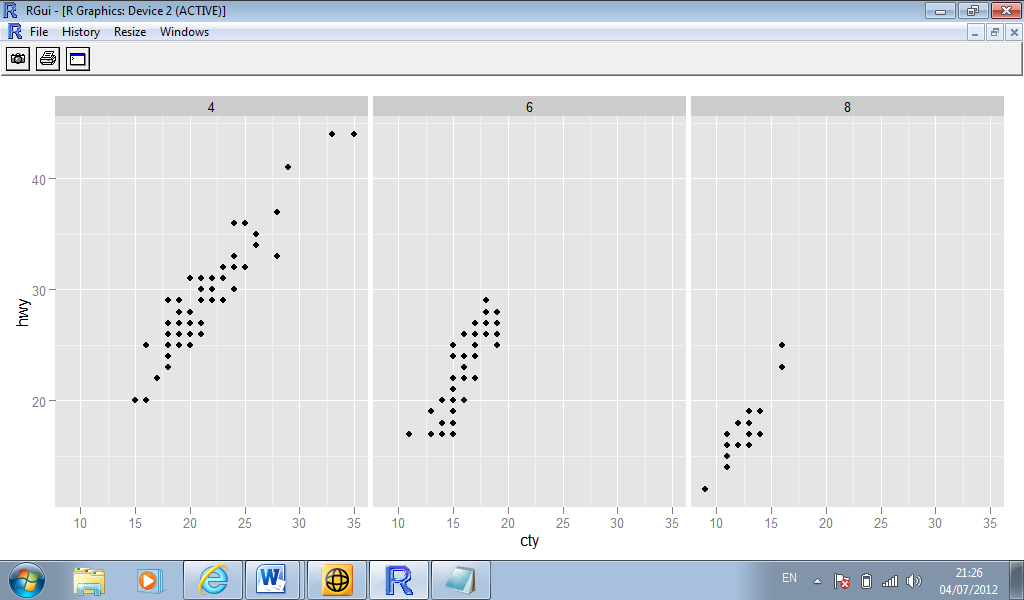 RGui - [R Graphics: Device 2 (ACTIVE)]
File History Resize Windows
4 6 8
hwy
40
30
20
10 15 20 25 30 35 10 15 20 25 30 35 10 15 20 25 30 35
cty
EN
21:26
04/07/2012